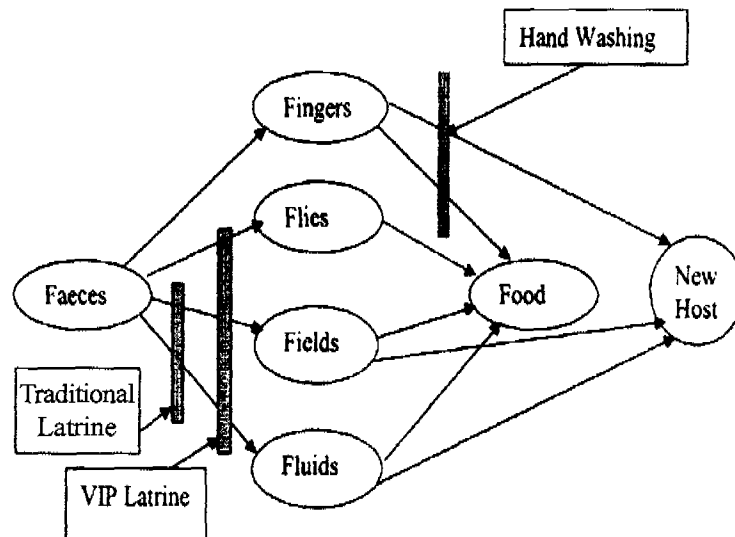 Hand Washing
Fingers
Flies
Faeces
Food
New
Host
Fields
Traditional
Latrine
Fluids
VIP Latrine